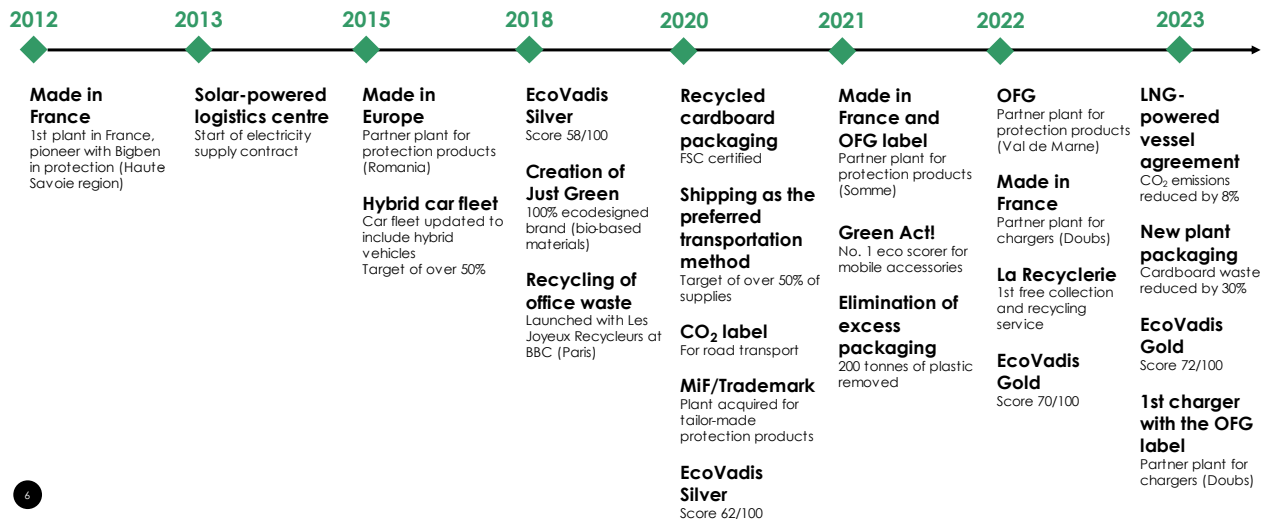 2012
2013
2015
2018
2020
2021
2022
2023
Made in
France
1st plant in France,
pioneer with Bigben
in protection (Haute
Savoie region)
Solar-powered
logistics centre
Start of electricity
supply contract
Made in
Europe
Partner plant for
protection products
(Romania)
Hybrid car fleet
Car fleet updated to
include hybrid
vehicles
Target of over 50%
EcoVadis
Silver
Score 58/100
Creation of
Just Green
100% ecodesigned
brand (bio-based
materials)
Recycling of
office waste
Launched with Les
Joyeux Recycleurs at
BBC (Paris)
Recycled
cardboard
packaging
FSC certified
Shipping as the
preferred
transportation
method
Target of over 50% of
supplies
CO₂ label
For road transport
MiF/Trademark
Plant acquired for
tailor-made
protection products
EcoVadis
Silver
Score 62/100
Made in
France and
OFG label
Partner plant for
protection products
(Somme)
Green Act!
No. 1 eco scorer for
mobile accessories
Elimination of
excess
packaging
200 tonnes of plastic
removed
OFG
Partner plant for
protection products
(Val de Marne)
Made in
France
Partner plant for
chargers (Doubs)
La Recyclerie
1st free collection
and recycling
service
EcoVadis
Gold
Score 70/100
LNG-
powered
vessel
agreement
CO₂ emissions
reduced by 8%
New plant
packaging
Cardboard waste
reduced by 30%
EcoVadis
Gold
Score 72/100
1st charger
with the OFG
label
Partner plant for
chargers (Doubs)
6